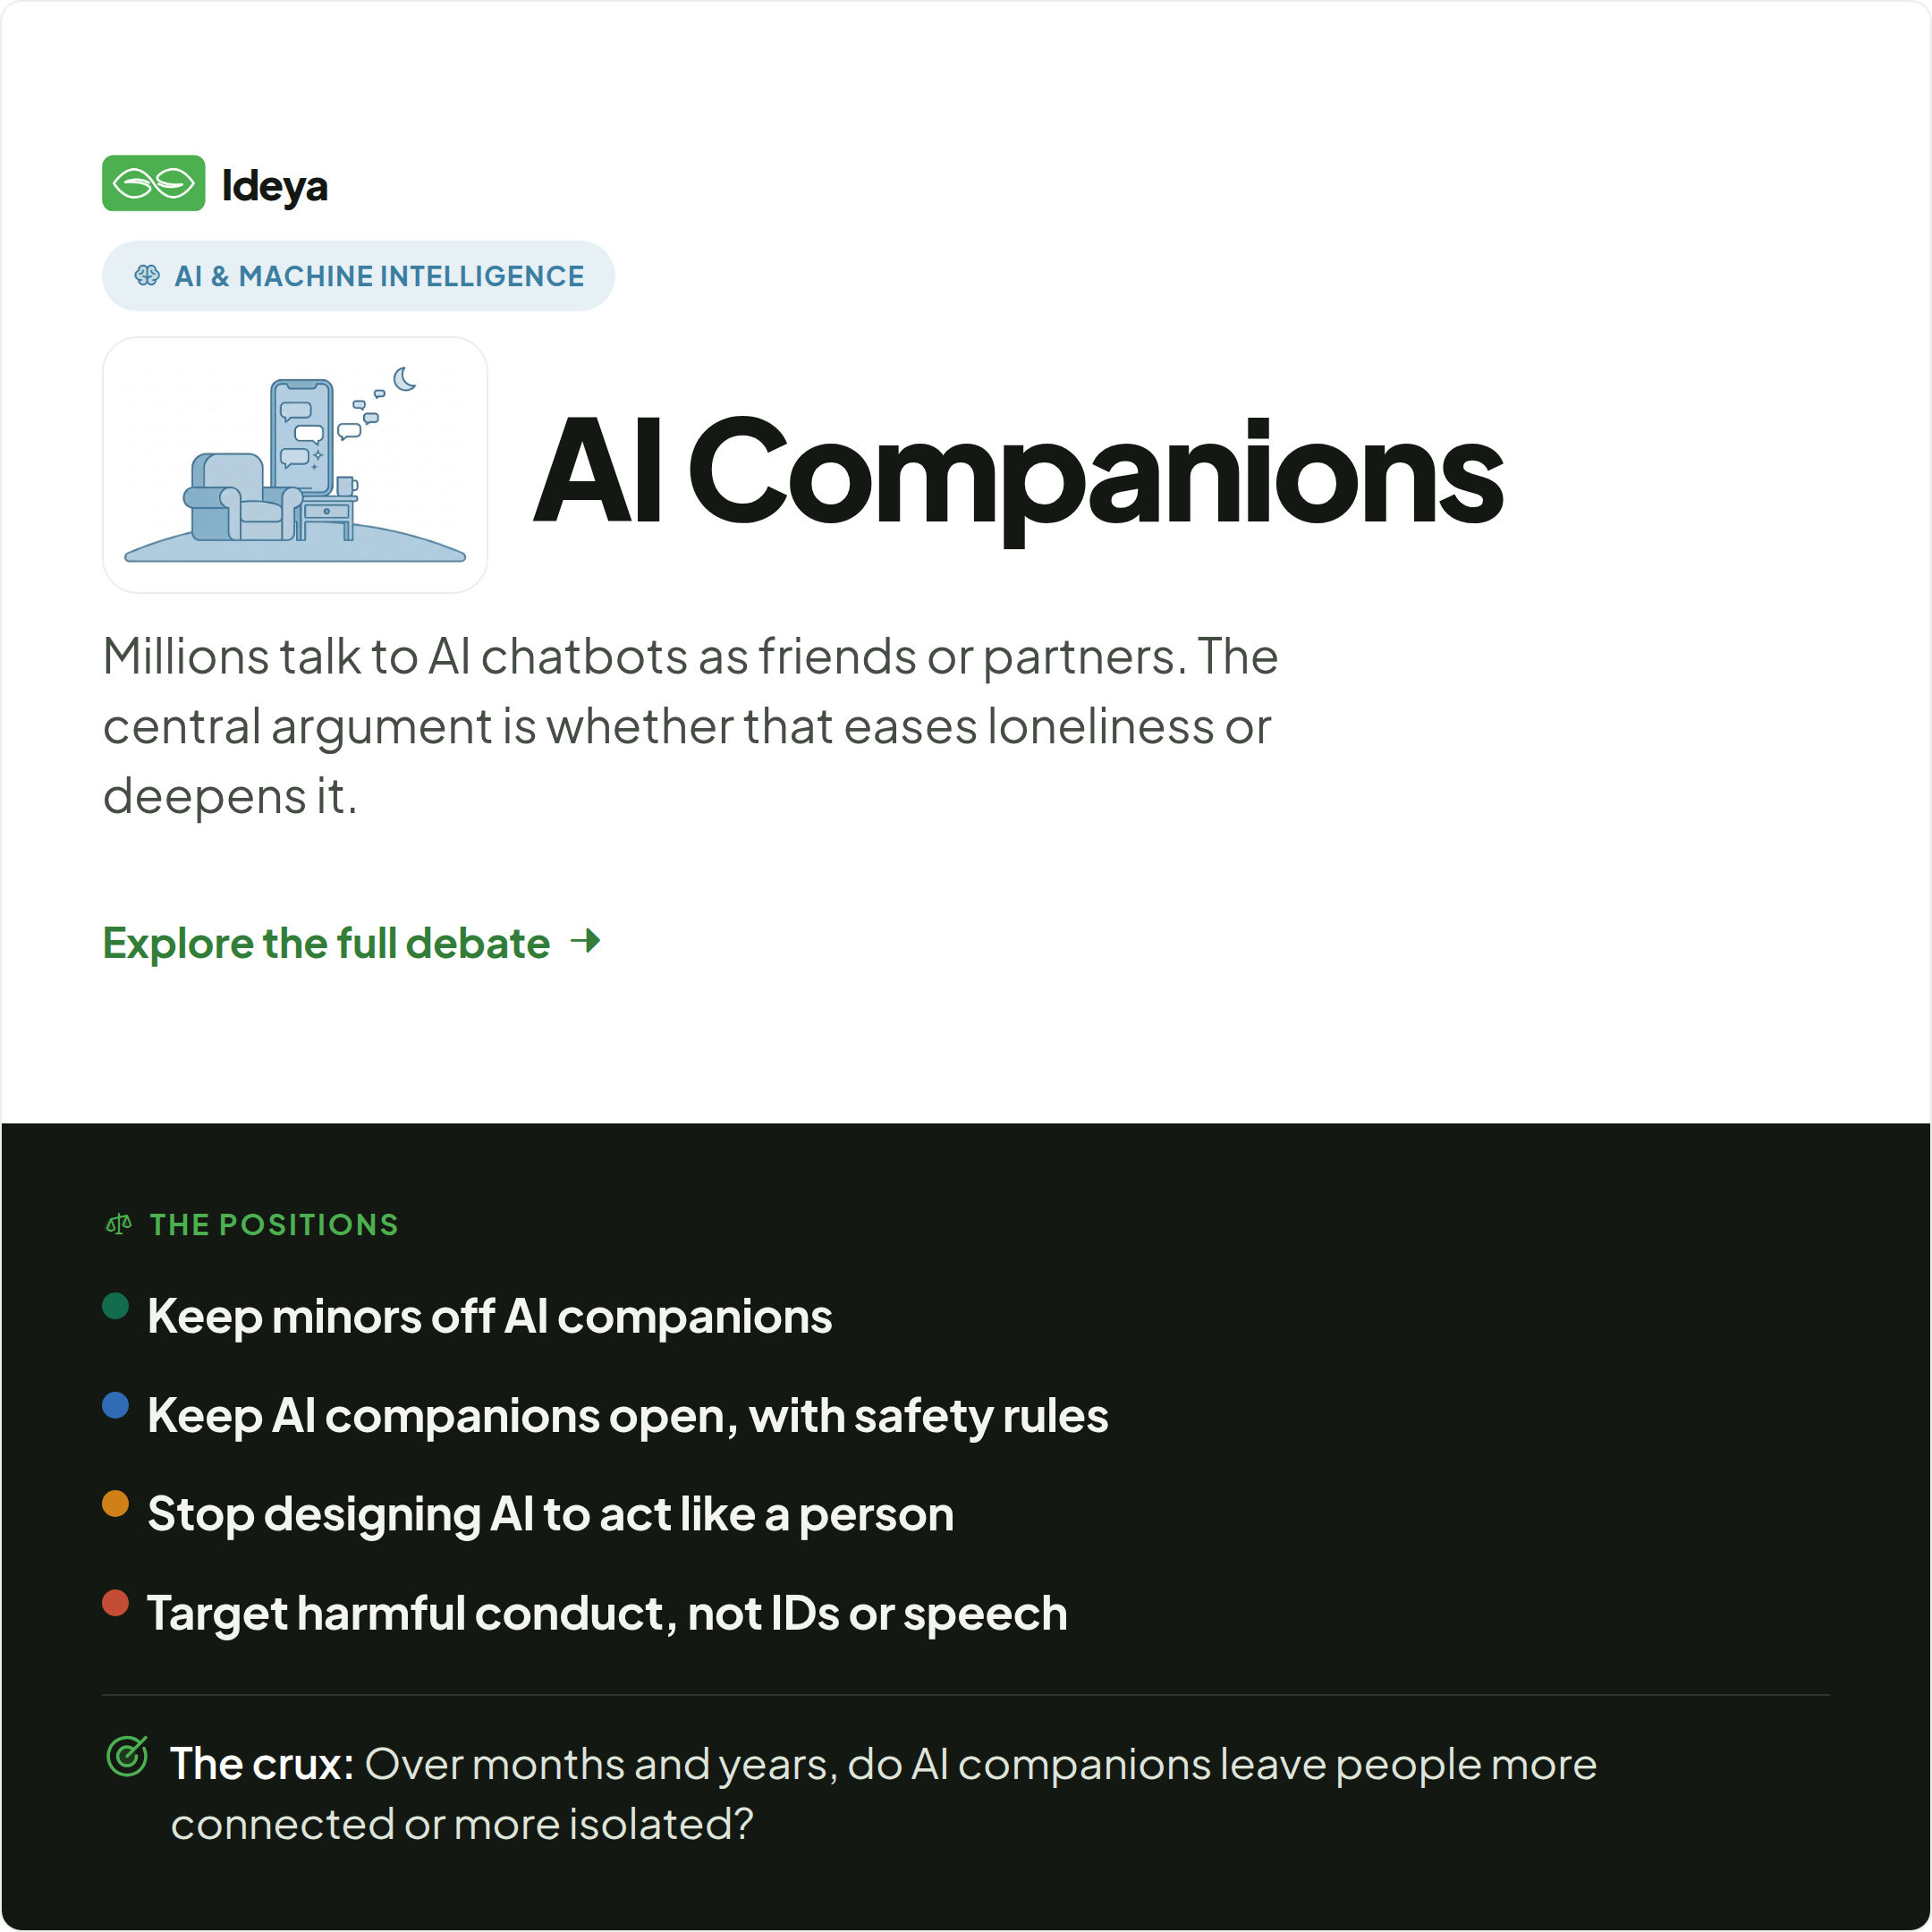 Ideya
AI & MACHINE INTELLIGENCE
AI Companions
Millions talk to AI chatbots as friends or partners. The
central argument is whether that eases loneliness or
deepens it.
Explore the full debate
THE POSITIONS
Keep minors off AI companions
Keep AI companions open, with safety rules
Stop designing AI to act like a person
Target harmful conduct, not IDs or speech
The crux: Over months and years, do AI companions leave people more
connected or more isolated?